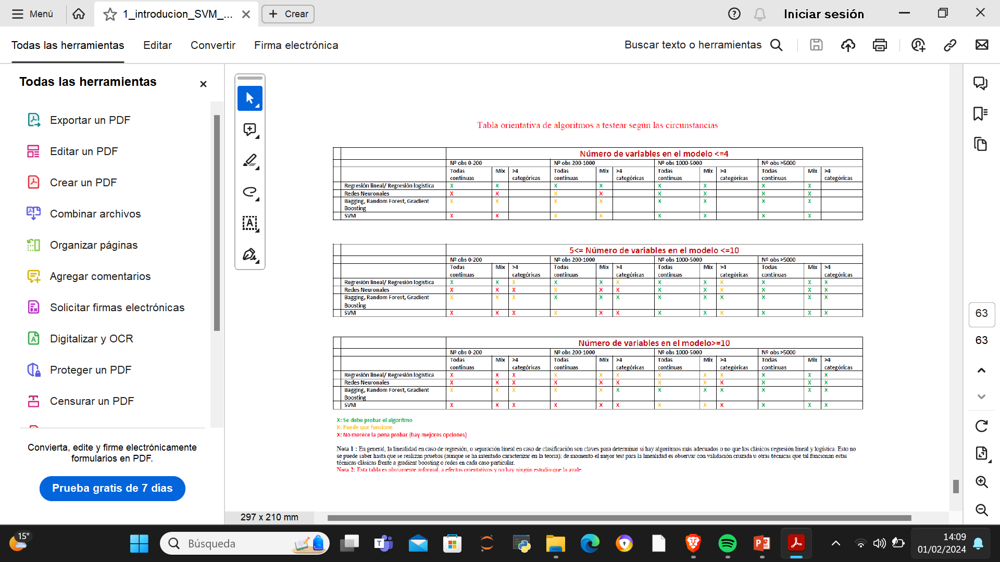 Menú
1_introducion_SVM_...
Crear
Iniciar sesión
Todas las herramientas
Editar
Convertir
Firma electrónica
Buscar texto o herramientas
Todas las herramientas
Exportar un PDF
Editar un PDF
Crear un PDF
Combinar archivos
Organizar páginas
Agregar comentarios
Solicitar firmas electrónicas
Digitalizar y OCR
Proteger un PDF
Censurar un PDF
Convierta, edite y firme electrónicamente
formularios en PDF.
Prueba gratis de 7 días
Tabla orientativa de algoritmos a testear según las circunstancias
Número de variables en el modelo <=4
Nº obs 0-200 Nº obs 200-1000 Nº obs 1000-5000 Nº obs >5000
Todas Mix >4 Todas Mix >4 Todas Mix >4 Todas Mix >4
continuas categóricas continuas categóricas continuas categóricas continuas categóricas
Regresión lineal/ Regresión logística X X X X X X X X
Redes Neuronales X X X X X X X X
Bagging, Random Forest, Gradient X X X X X X X X
Boosting
SVM X X X X X X X X
5<= Número de variables en el modelo <=10
Nº obs 0-200 Nº obs 200-1000 Nº obs 1000-5000 Nº obs >5000
Todas Mix >4 Todas Mix >4 Todas Mix >4 Todas Mix >4
continuas categóricas continuas categóricas continuas categóricas continuas categóricas
Regresión lineal/ Regresión logística X X X X X X X X X X X X
Redes Neuronales X X X X X X X X X X X X
Bagging, Random Forest, Gradient X X X X X X X X X X X X
Boosting
SVM X X X X X X X X X X X X
Número de variables en el modelo>=10
Nº obs 0-200 Nº obs 200-1000 Nº obs 1000-5000 Nº obs >5000
Todas Mix >4 Todas Mix >4 Todas Mix >4 Todas Mix >4
continuas categóricas continuas categóricas continuas categóricas continuas categóricas
Regresión lineal/ Regresión logística X X X X X X X X X X X X
Redes Neuronales X X X X X X X X X X X X
Bagging, Random Forest, Gradient X X X X X X X X X X X X
Boosting
SVM X X X X X X X X X X X X
X: Se debe probar el algoritmo
X: Puede que funcione
X: No merece la pena probar (hay mejores opciones)
Nota 1 : En general, la linealidad en caso de regresión, o separación lineal en caso de clasificación son claves para determinar si hay algoritmos más adecuados o no que los clásicos regresión lineal y logística. Esto no
se puede saber hasta que se realizan pruebas (aunque se ha intentado caracterizar en la teoría); de momento el mejor test para la linealidad es observar con validación cruzada u otras técnicas que tal funcionan estas
técnicas clásicas frente a gradient boosting o redes en cada caso particular.
Nota 2: Esta tabla es obviamente informal, a efectos orientativos y no hay ningún estudio que la avale
63
63
297 x 210 mm
15°
Búsqueda
14:09
01/02/2024